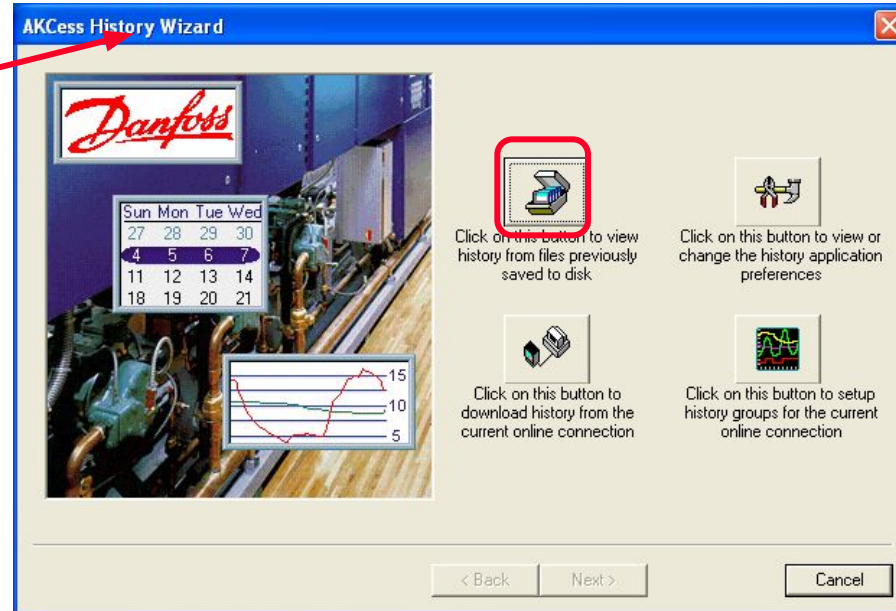 AKCess History Wizard
Danfoss
Sun Mon Tue Wed
27 28 29 30
4 5 6 7
11 12 13 14
18 19 20 21
15
10
5
Click on this button to view
history from files previously
saved to disk
Click on this button to view or
change the history application
preferences
Click on this button to
download history from the
current online connection
Click on this button to setup
history groups for the current
online connection
< Back
Next >
Cancel